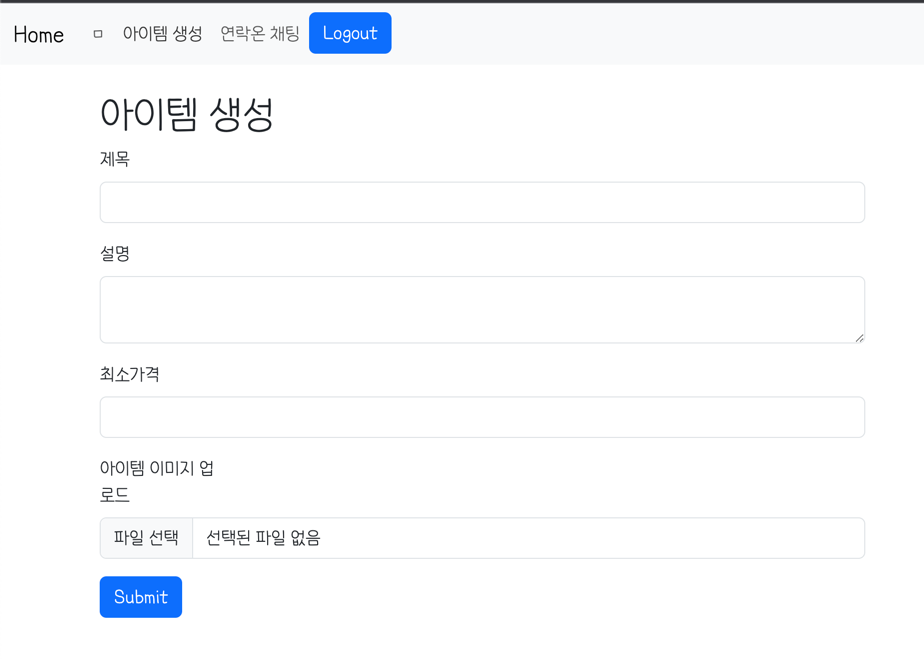 Home ㅁ 아이템 생성 연락온 채팅 Logout
아이템 생성
제목
설명
최소가격
아이템 이미지 업
로드
파일 선택 선택된 파일 없음
Submit